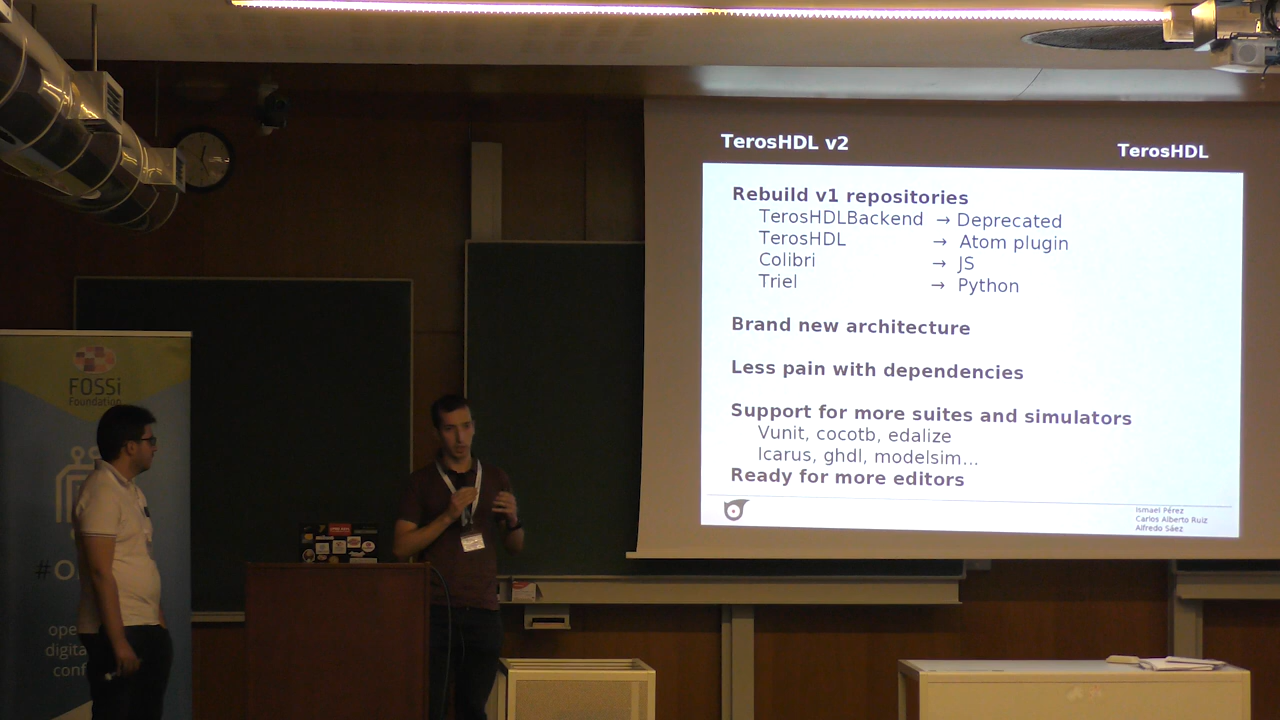 TerosHDL v2
TerosHDL
Rebuild v1 repositories
TerosHDLBackend → Deprecated
TerosHDL → Atom plugin
Colibri → JS
Triel → Python
Brand new architecture
Less pain with dependencies
Support for more suites and simulators
Vunit, cocotb, edalize
Icarus, ghdl, modelsim...
Ready for more editors
Ismael Pérez
Carlos Alberto Ruiz
Alfredo Sáez
FOSSi
Foundation